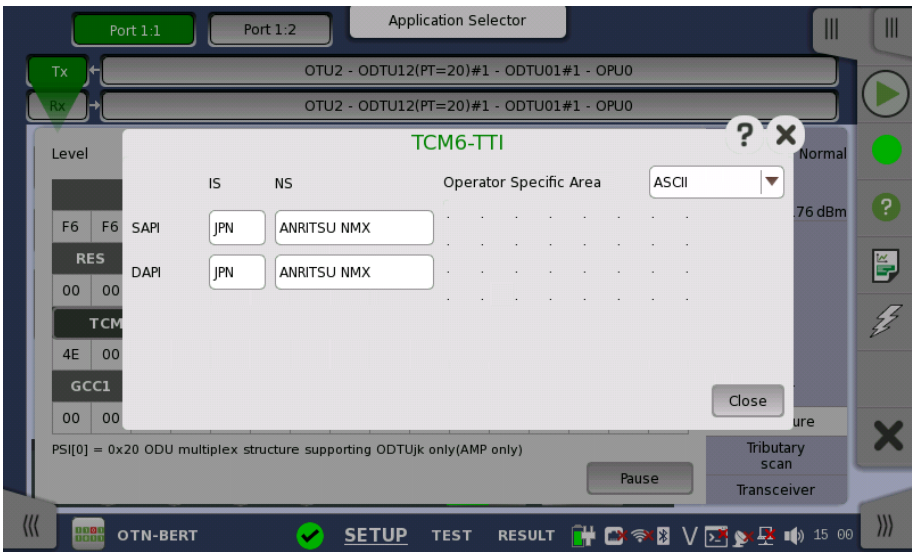 Application Selector
Port 1:1
Port 1:2
Tx
OTU2 - ODTU12(PT=20)#1 - ODTU01#1 - OPU0
Rx
OTU2 - ODTU12(PT=20)#1 - ODTU01#1 - OPU0
TCM6-TTI
?
Level
Normal
IS
NS
Operator Specific Area
ASCII
.76 dBm
?
F6 F6
SAPI
JPN
ANRITSU NMX
. . . . . . . .
. . . . . . . .
RES
DAPI
JPN
ANRITSU NMX
. . . . . . . .
. . . . . . . .
00 00
TCM
4E 00
GCC1
Close
00 00
ure
PSI[0] = 0x20 ODU multiplex structure supporting ODTUjk only(AMP only)
Tributary
scan
Pause
Transceiver
OTN-BERT
SETUP
TEST
RESULT
15 00